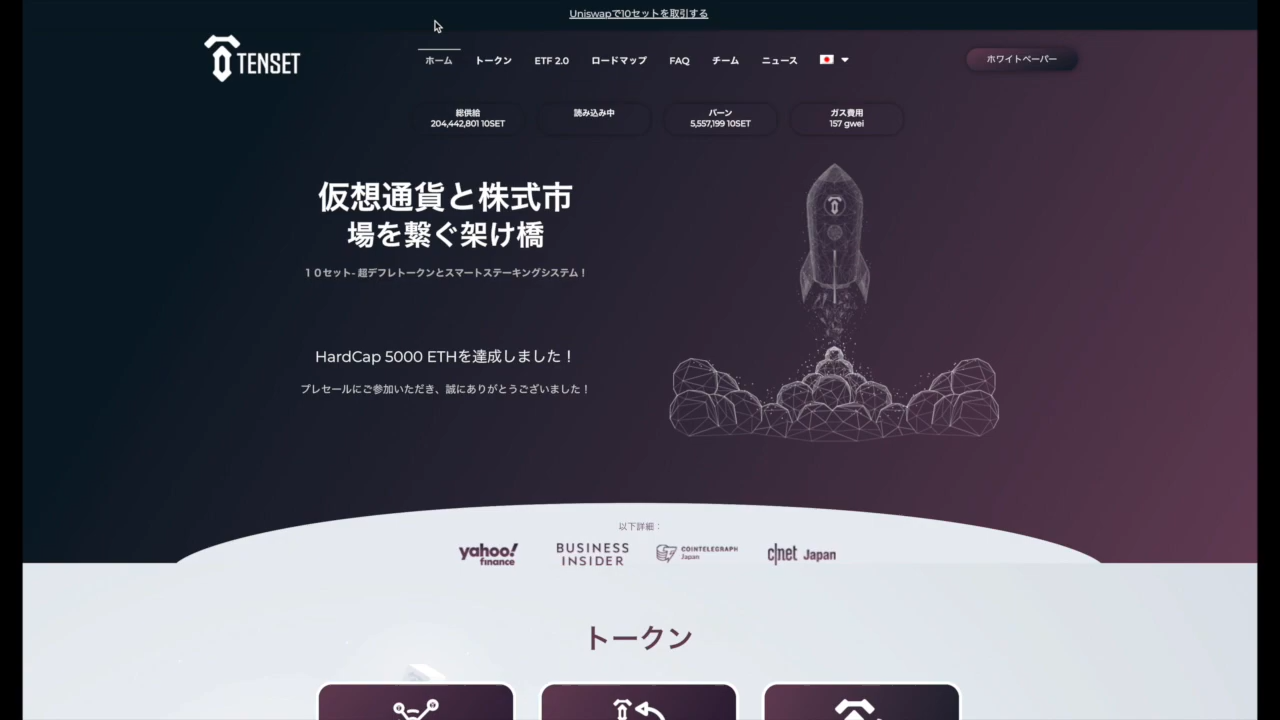 Uniswapで10セットを取引する
TENSET
ホーム
トークン
ETF 2.0
ロードマップ
FAQ
チーム
ニュース
ホワイトペーパー
総供給
204,442,801 10SET
読み込み中
バーン
5,557,199 10SET
ガス費用
157 gwei
仮想通貨と株式市
場を繋ぐ架け橋
10セット- 超デフレトークンとスマートステーキングシステム！
HardCap 5000 ETHを達成しました！
プレセールにご参加いただき、誠にありがとうございました！
以下詳細：
yahoo!
finance
BUSINESS
INSIDER
COINTELEGRAPH
Japan
c|net Japan
トークン